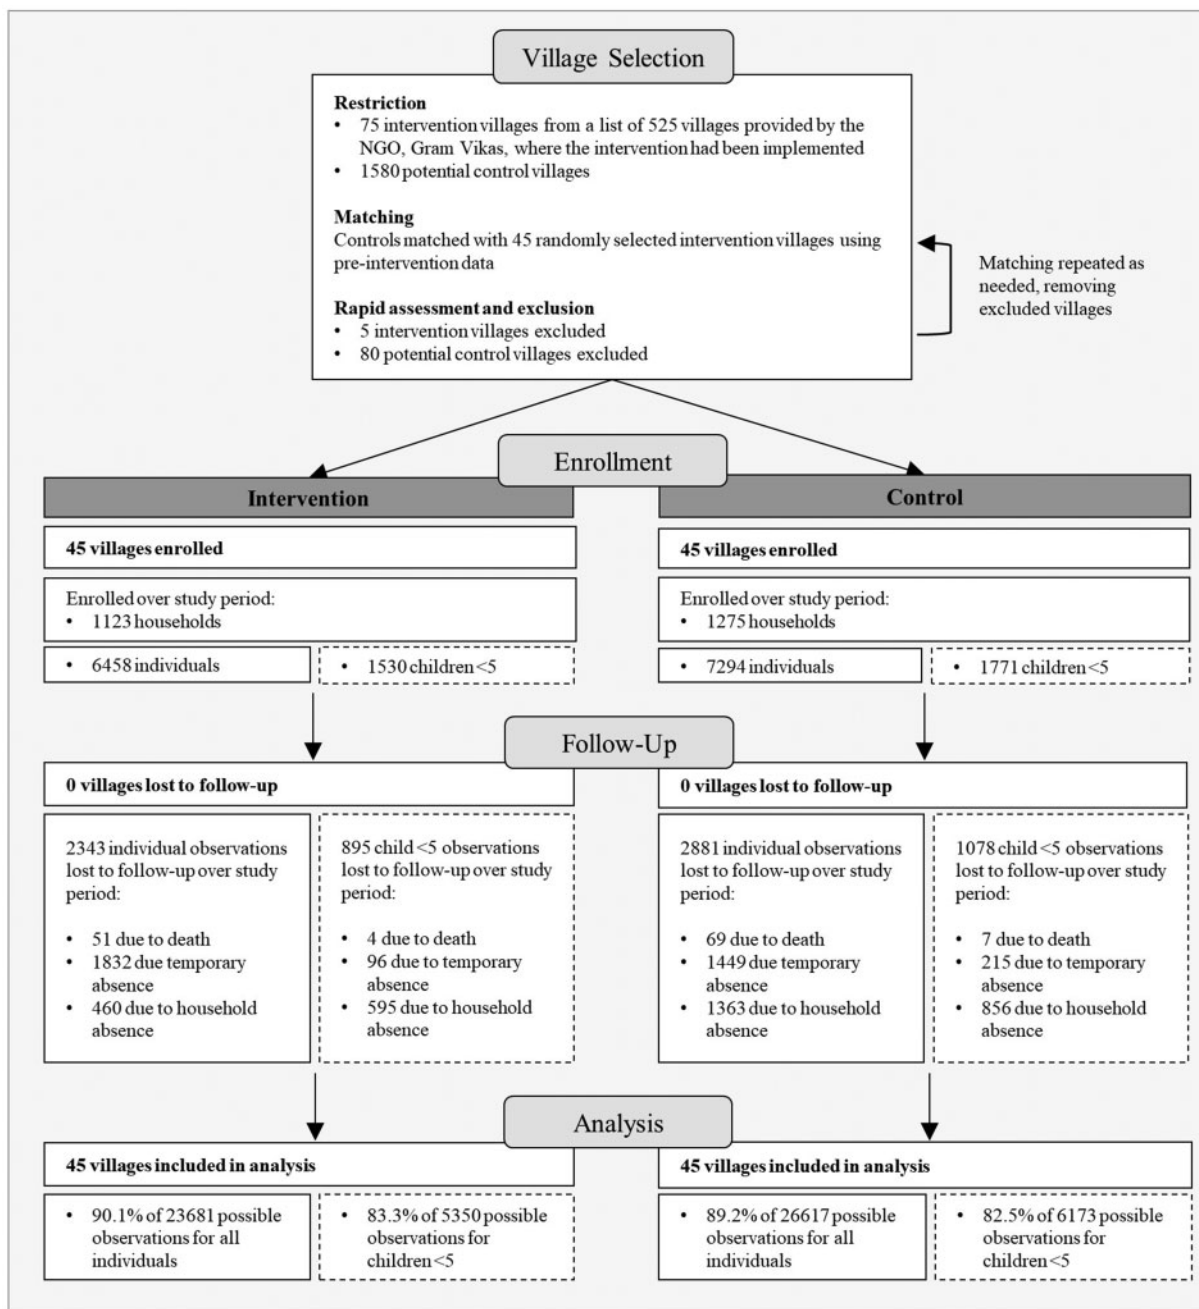 Village Selection
Restriction
• 75 intervention villages from a list of 525 villages provided by the
NGO, Gram Vikas, where the intervention had been implemented
• 1580 potential control villages
Matching
Controls matched with 45 randomly selected intervention villages using
pre-intervention data
Rapid assessment and exclusion
• 5 intervention villages excluded
• 80 potential control villages excluded
Matching repeated as
needed, removing
excluded villages
Enrollment
Intervention
45 villages enrolled
Enrolled over study period:
• 1123 households
• 6458 individuals
• 1530 children <5
Control
45 villages enrolled
Enrolled over study period:
• 1275 households
• 7294 individuals
• 1771 children <5
Follow-Up
0 villages lost to follow-up
2343 individual observations
lost to follow-up over study
period:
• 51 due to death
• 1832 due temporary
absence
• 460 due to household
absence
895 child <5 observations
lost to follow-up over study
period:
• 4 due to death
• 96 due to temporary
absence
• 595 due to household
absence
0 villages lost to follow-up
2881 individual observations
lost to follow-up over study
period:
• 69 due to death
• 1449 due to temporary
absence
• 1363 due to household
absence
1078 child <5 observations
lost to follow-up over study
period:
• 7 due to death
• 215 due to temporary
absence
• 856 due to household
absence
Analysis
45 villages included in analysis
• 90.1% of 23681 possible
observations for all
individuals
• 83.3% of 5350 possible
observations for
children <5
45 villages included in analysis
• 89.2% of 26617 possible
observations for all
individuals
• 82.5% of 6173 possible
observations for
children <5